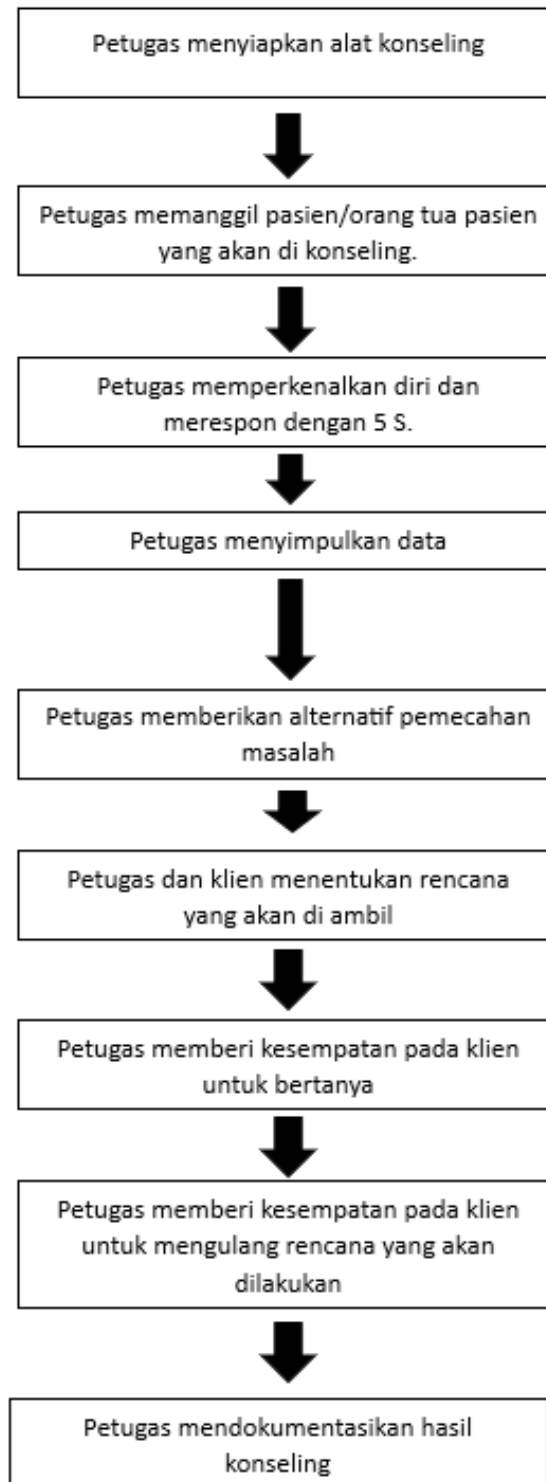 Petugas menyiapkan alat konseling
Petugas memanggil pasien/orang tua pasien
yang akan di konseling.
Petugas memperkenalkan diri dan
merespon dengan 5 S.
Petugas menyimpulkan data
Petugas memberikan alternatif pemecahan
masalah
Petugas dan klien menentukan rencana
yang akan di ambil
Petugas memberi kesempatan pada klien
untuk bertanya
Petugas memberi kesempatan pada klien
untuk mengulang rencana yang akan
dilakukan
Petugas mendokumentasikan hasil
konseling